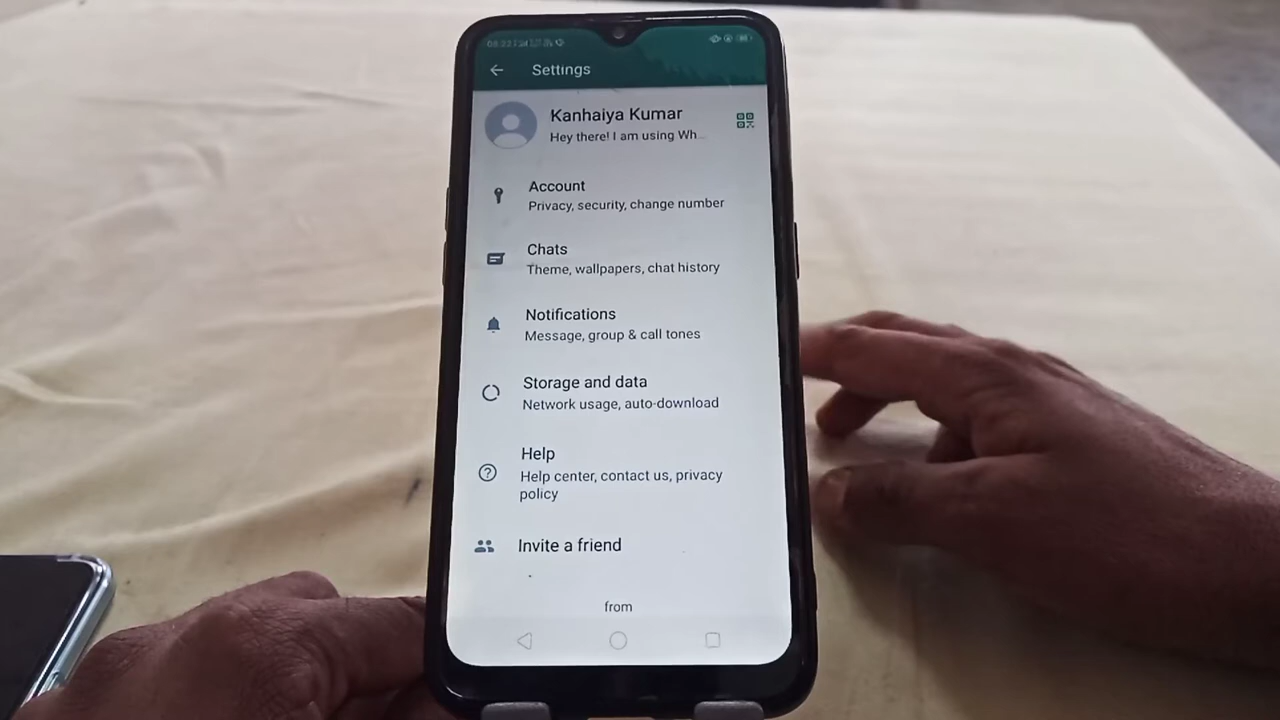 Settings
Kanhaiya Kumar
Hey there! I am using Wh...
Account
Privacy, security, change number
Chats
Theme, wallpapers, chat history
Notifications
Message, group & call tones
Storage and data
Network usage, auto-download
Help
Help center, contact us, privacy
policy
Invite a friend
from